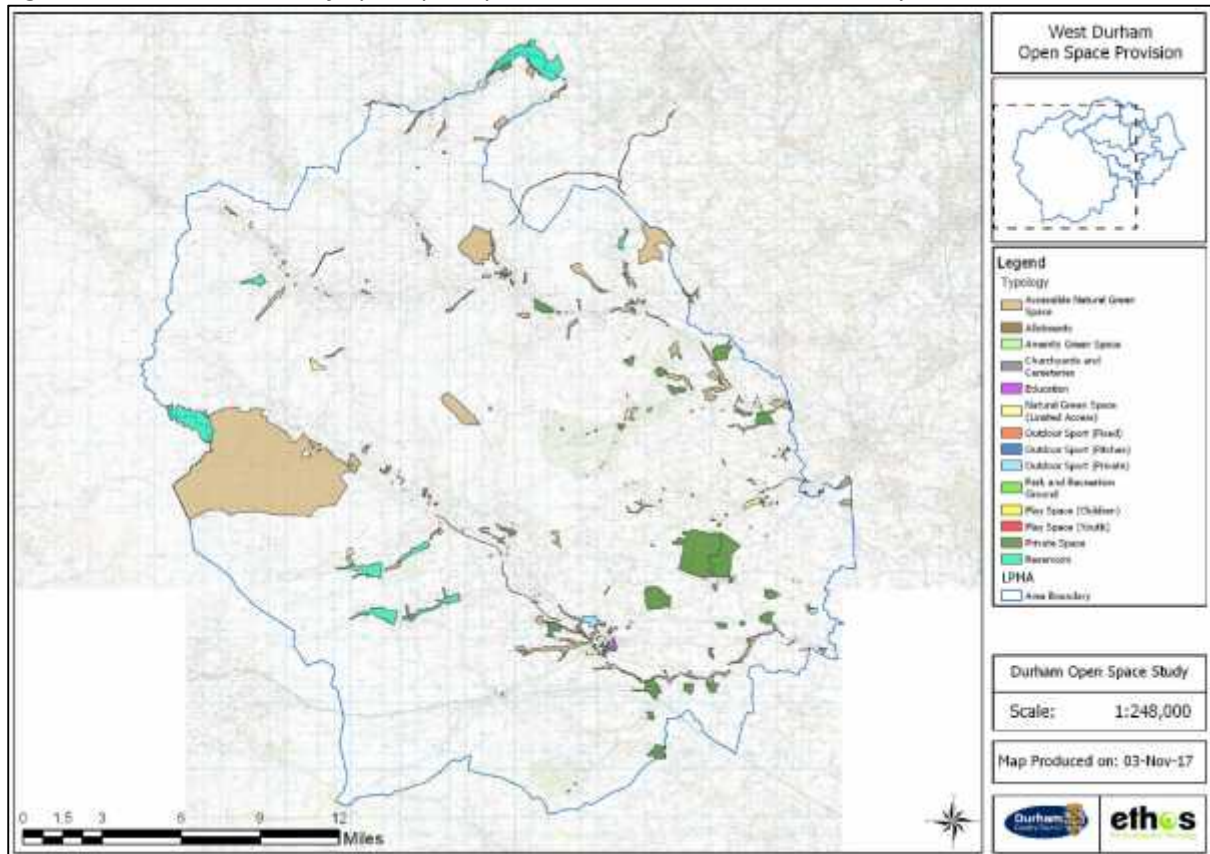 West Durham
Open Space Provision
Legend
Typology
Accessible Natural Green
Space
Allotments
Amenity Green Space
Churchyards and
Cemeteries
Education
Natural Green Space
(Limited Access)
Outdoor Sport (Fixed)
Outdoor Sport (Pitches)
Outdoor Sport (Private)
Park and Recreation
Ground
Play Space (Children)
Play Space (Youth)
Private Space
Reservoirs
LPMA
Area Boundary
Durham Open Space Study
Scale: 1:248,000
Map Produced on: 03-Nov-17
0 1.5 3 6 9 12
Miles
Durham
County Council
ethos